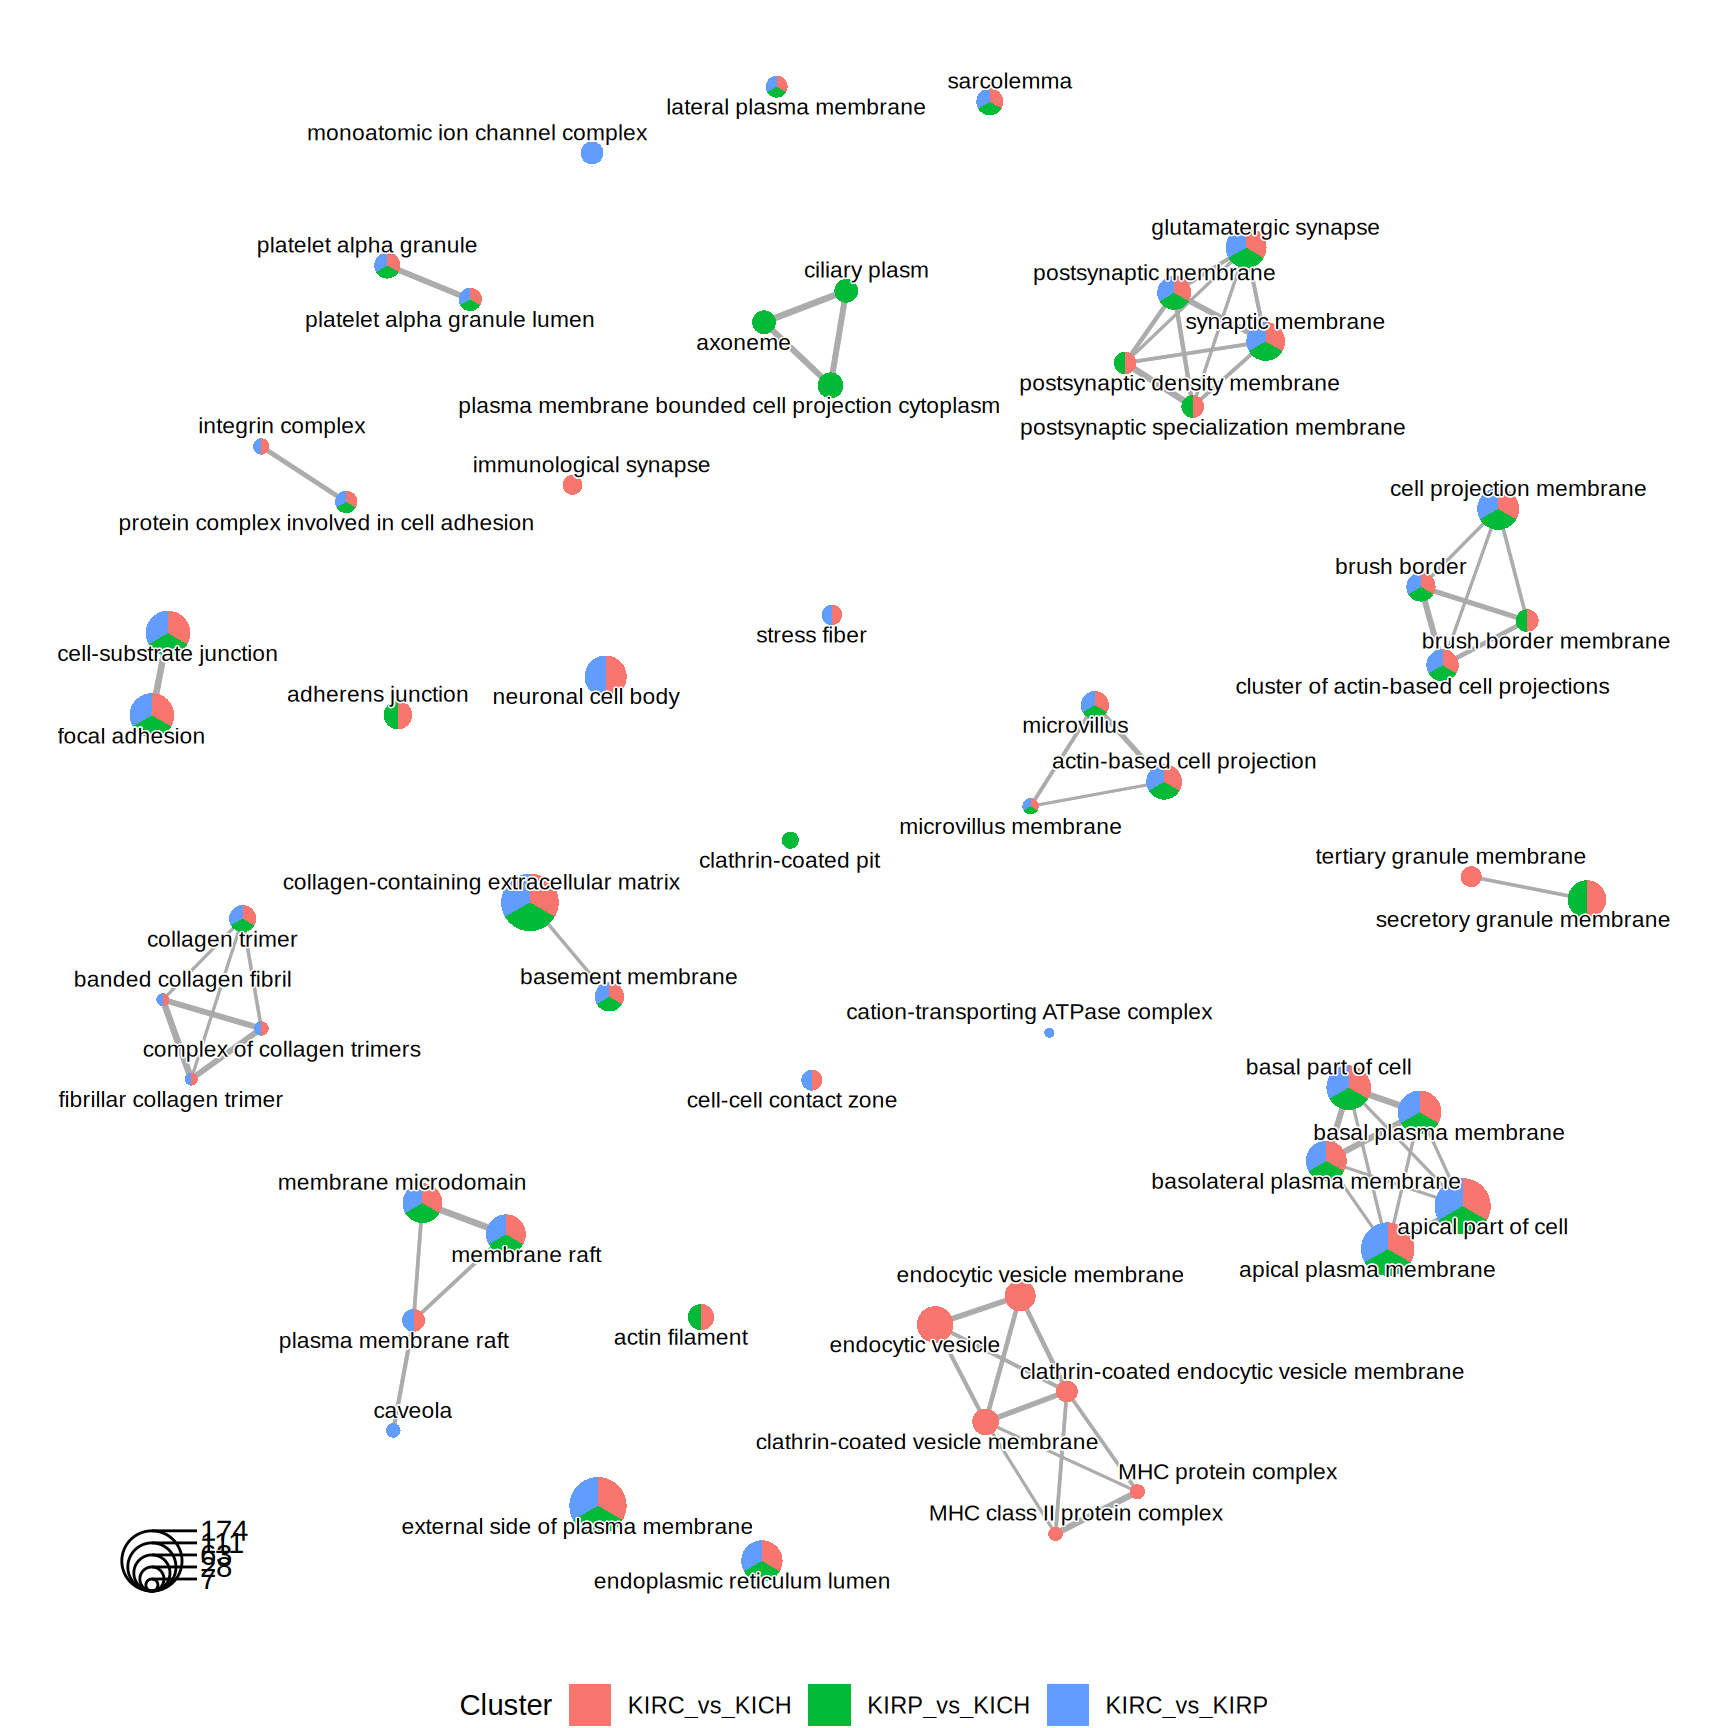 sarcolemma
lateral plasma membrane
monoatomic ion channel complex
glutamatergic synapse
platelet alpha granule
ciliary plasm
postsynaptic membrane
platelet alpha granule lumen
synaptic membrane
axoneme
postsynaptic density membrane
plasma membrane bounded cell projection cytoplasm
integrin complex
postsynaptic specialization membrane
immunological synapse
cell projection membrane
protein complex involved in cell adhesion
brush border
stress fiber
brush border membrane
cell-substrate junction
cluster of actin-based cell projections
adherens junction
neuronal cell body
microvillus
focal adhesion
actin-based cell projection
microvillus membrane
tertiary granule membrane
clathrin-coated pit
collagen-containing extracellular matrix
secretory granule membrane
collagen trimer
banded collagen fibril
basement membrane
cation-transporting ATPase complex
complex of collagen trimers
basal part of cell
fibrillar collagen trimer
cell-cell contact zone
basal plasma membrane
membrane microdomain
basolateral plasma membrane
apical part of cell
membrane raft
apical plasma membrane
endocytic vesicle membrane
actin filament
plasma membrane raft
endocytic vesicle
clathrin-coated endocytic vesicle membrane
caveola
clathrin-coated vesicle membrane
MHC protein complex
MHC class II protein complex
external side of plasma membrane
174
111
63
28
7
endoplasmic reticulum lumen
Cluster KIRC_vs_KICH KIRP_vs_KICH KIRC_vs_KIRP